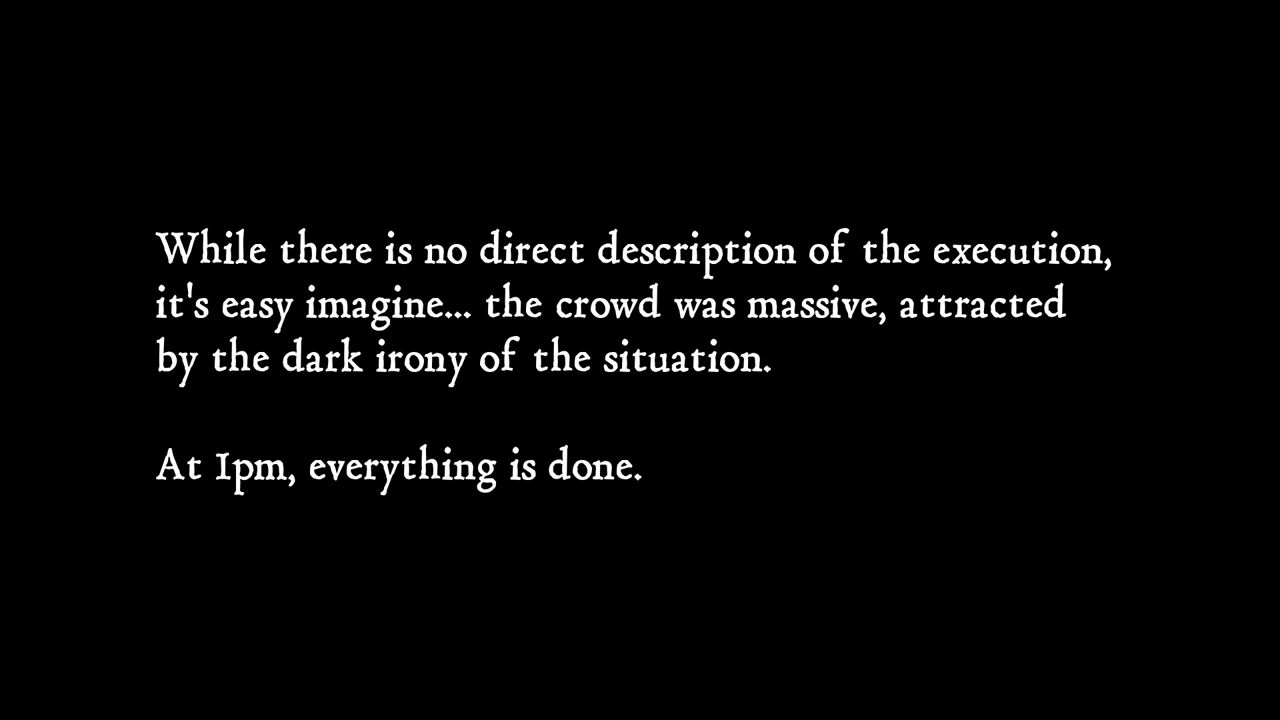 While there is no direct description of the execution,
it's easy imagine... the crowd was massive, attracted
by the dark irony of the situation.
At 1pm, everything is done.